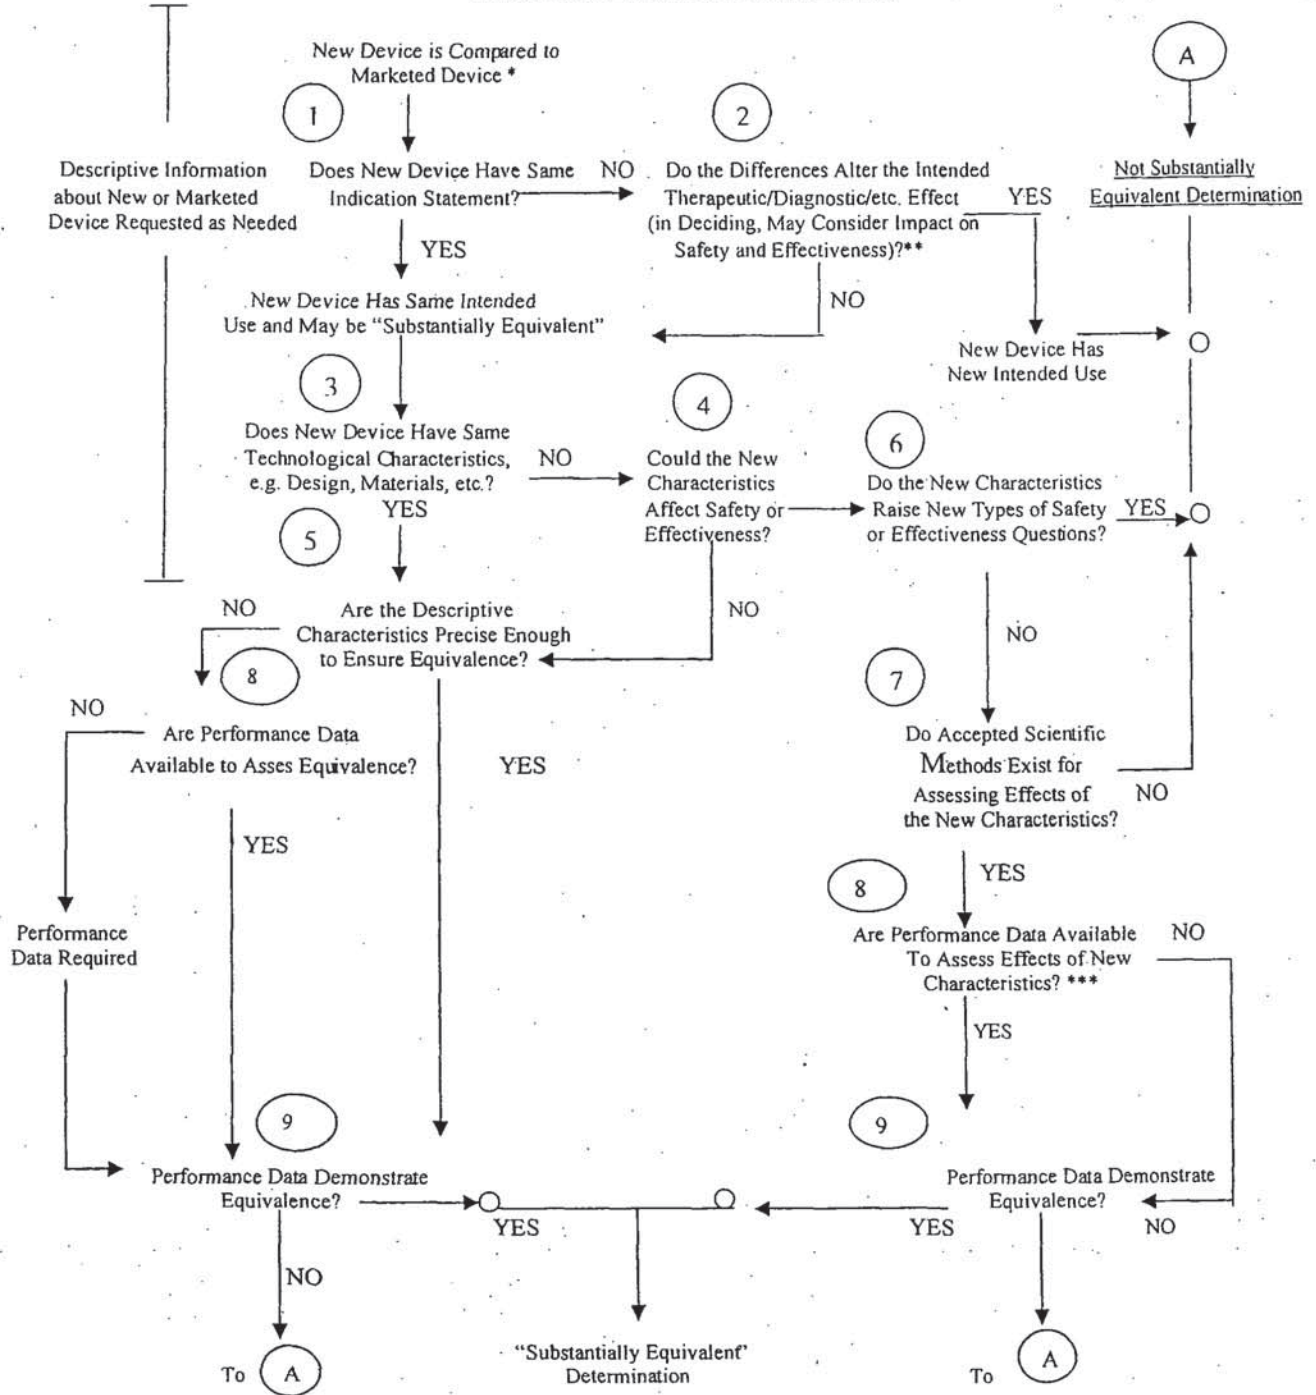 New Device is Compared to
Marketed Device *
A
1
2
Descriptive Information
about New or Marketed
Device Requested as Needed
Does New Device Have Same
Indication Statement?
NO
Do the Differences Alter the Intended
Therapeutic/Diagnostic/etc. Effect
(in Deciding, May Consider Impact on
Safety and Effectiveness)?**
YES
Not Substantially
Equivalent Determination
YES
NO
New Device Has Same Intended
Use and May be "Substantially Equivalent"
New Device Has
New Intended Use
3
4
6
Does New Device Have Same
Technological Characteristics,
e.g. Design, Materials, etc.?
NO
Could the New
Characteristics
Affect Safety or
Effectiveness?
Do the New Characteristics
Raise New Types of Safety
or Effectiveness Questions?
YES
YES
5
NO
Are the Descriptive
Characteristics Precise Enough
to Ensure Equivalence?
NO
NO
8
7
NO
Are Performance Data
Available to Asses Equivalence?
YES
Do Accepted Scientific
Methods Exist for
Assessing Effects of
the New Characteristics?
NO
YES
YES
8
Performance
Data Required
Are Performance Data Available
To Assess Effects of New
Characteristics? ***
NO
YES
9
9
Performance Data Demonstrate
Equivalence?
YES
Performance Data Demonstrate
Equivalence?
YES
NO
NO
"Substantially Equivalent"
Determination
To
A
To
A